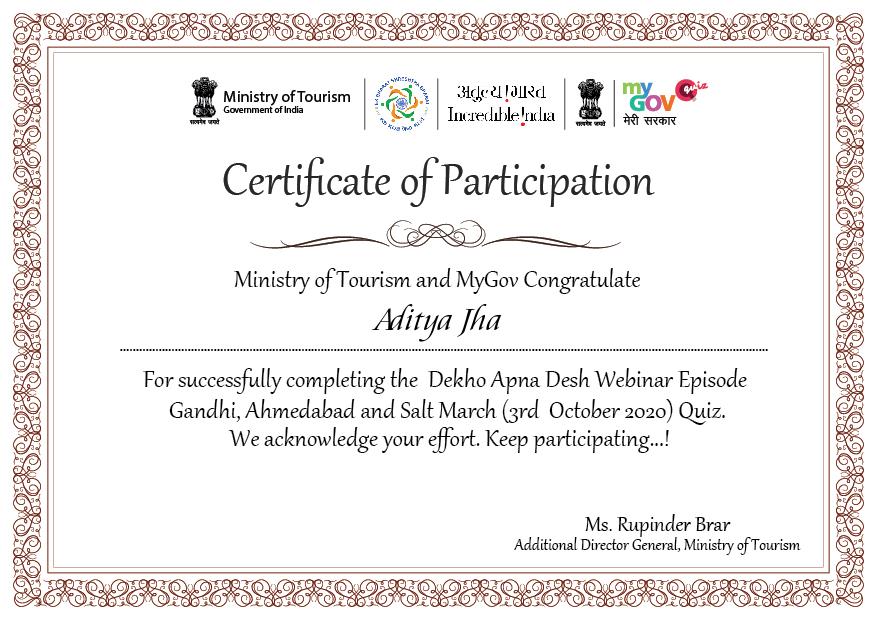 Ministry of Tourism
Government of India
सत्यमेव जयते
EK BHARAT SHRESHTHA BHARAT
एक भारत श्रेष्ठ भारत
अतुल्य!भारत
Incredible!ndia
सत्यमेव जयते
my
GOV
quiz
मेरी सरकार
Certificate of Participation
Ministry of Tourism and MyGov Congratulate
Aditya Jha
For successfully completing the Dekho Apna Desh Webinar Episode
Gandhi, Ahmedabad and Salt March (3rd October 2020) Quiz.
We acknowledge your effort. Keep participating...!
Ms. Rupinder Brar
Additional Director General, Ministry of Tourism